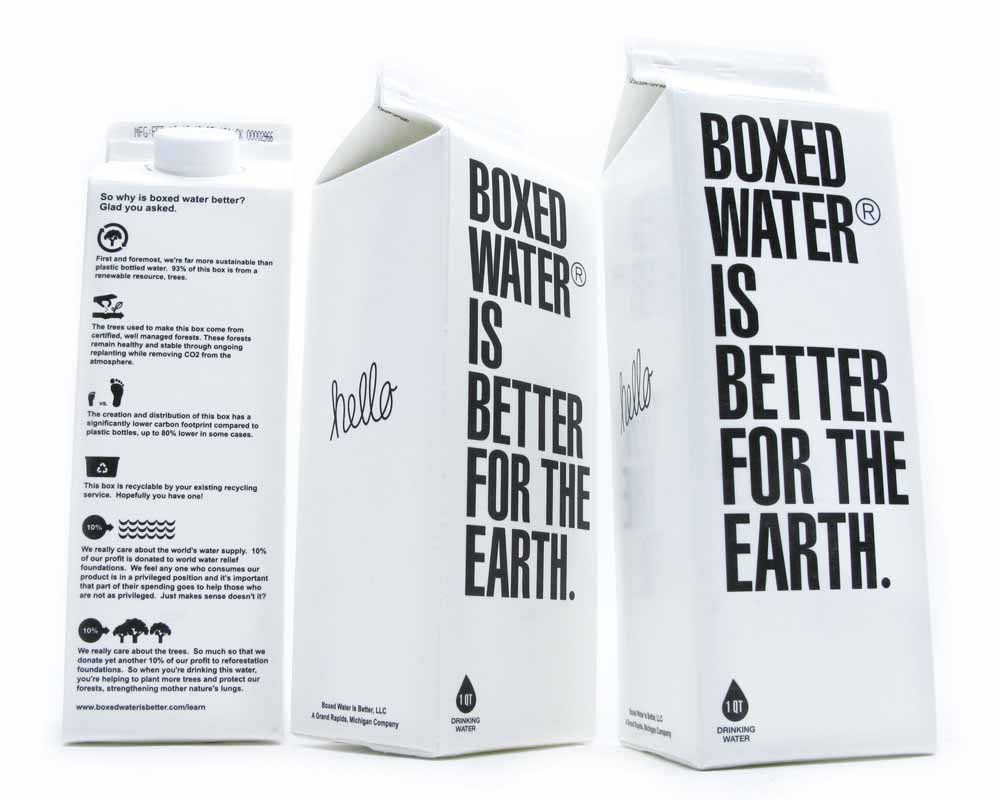 MFG:
CK 00002966
So why is boxed water better?
Glad you asked.
First and foremost, we're far more sustainable than
plastic bottled water. 93% of this box is from a
renewable resource, trees.
The trees used to make this box come from
certified, well managed forests. These forests
remain healthy and stable through ongoing
replanting while removing CO2 from the
atmosphere.
vs.
The creation and distribution of this box has a
significantly lower carbon footprint compared to
plastic bottles, up to 80% lower in some cases.
This box is recyclable by your existing recycling
service. Hopefully you have one!
10%
We really care about the world's water supply. 10%
of our profit is donated to world water relief
foundations. We feel any one who consumes our
product is in a privileged position and it's important
that part of their spending goes to help those who
are not as privileged. Just makes sense doesn't it?
10%
We really care about the trees. So much so that we
donate yet another 10% of our profit to reforestation
foundations. So when you're drinking this water,
you're helping to plant more trees and protect our
forests, strengthening mother nature's lungs.
www.boxedwaterisbetter.com/learn
hello
Boxed Water Is Better, LLC
A Grand Rapids, Michigan Company
BOXED
WATER®
IS
BETTER
FOR THE
EARTH.
1 QT
DRINKING
WATER
hello
Boxed Water Is Better, LLC
A Grand Rapids, Michigan Company
BOXED
WATER®
IS
BETTER
FOR THE
EARTH.
1 QT
DRINKING
WATER